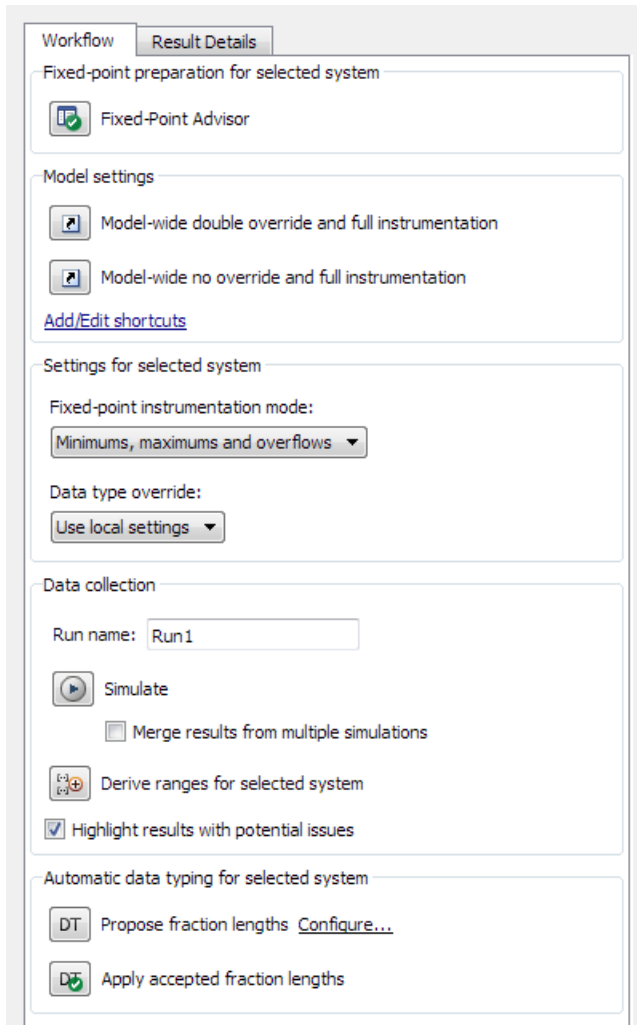 Workflow
Result Details
Fixed-point preparation for selected system
Fixed-Point Advisor
Model settings
Model-wide double override and full instrumentation
Model-wide no override and full instrumentation
Add/Edit shortcuts
Settings for selected system
Fixed-point instrumentation mode:
Minimums, maximums and overflows
Data type override:
Use local settings
Data collection
Run name: Run1
Simulate
Merge results from multiple simulations
Derive ranges for selected system
Highlight results with potential issues
Automatic data typing for selected system
DT Propose fraction lengths Configure...
DT Apply accepted fraction lengths